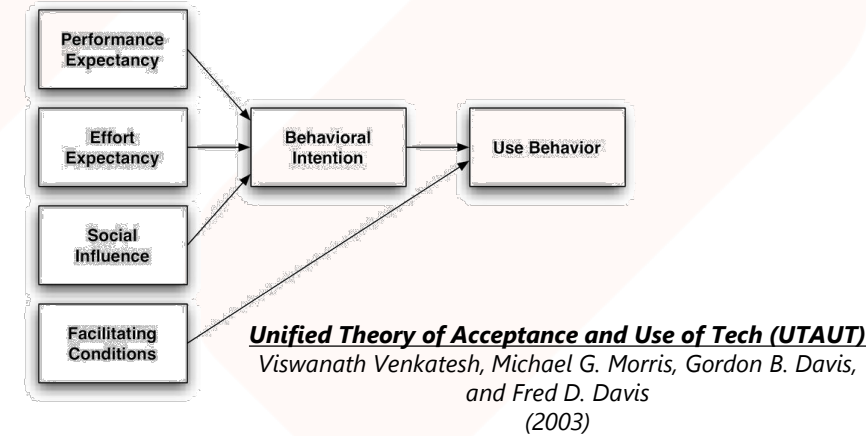 Performance
Expectancy
Effort
Expectancy
Behavioral
Intention
Use Behavior
Social
Influence
Facilitating
Conditions
Unified Theory of Acceptance and Use of Tech (UTAUT)
Viswanath Venkatesh, Michael G. Morris, Gordon B. Davis,
and Fred D. Davis
(2003)